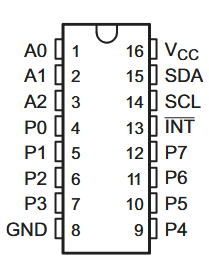 A0 1 16 VCC
A1 2 15 SDA
A2 3 14 SCL
P0 4 13 INT
P1 5 12 P7
P2 6 11 P6
P3 7 10 P5
GND 8 9 P4